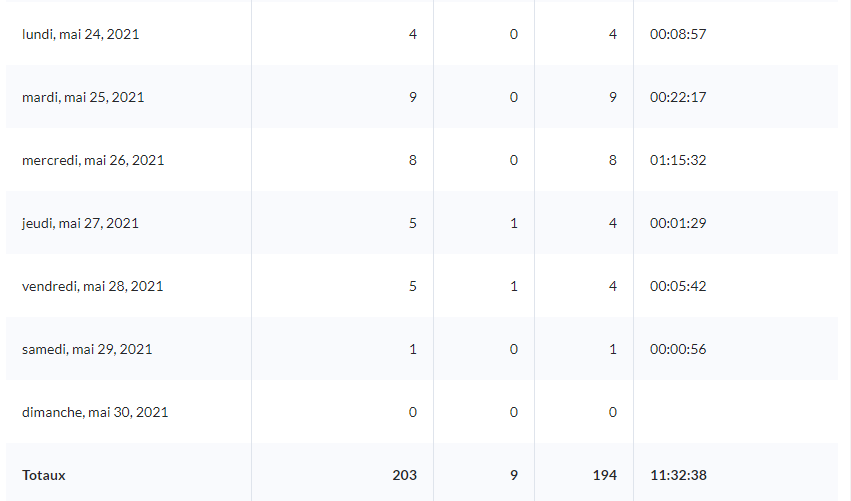 lundi, mai 24, 2021 4 0 4 00:08:57
mardi, mai 25, 2021 9 0 9 00:22:17
mercredi, mai 26, 2021 8 0 8 01:15:32
jeudi, mai 27, 2021 5 1 4 00:01:29
vendredi, mai 28, 2021 5 1 4 00:05:42
samedi, mai 29, 2021 1 0 1 00:00:56
dimanche, mai 30, 2021 0 0 0
Totaux 203 9 194 11:32:38